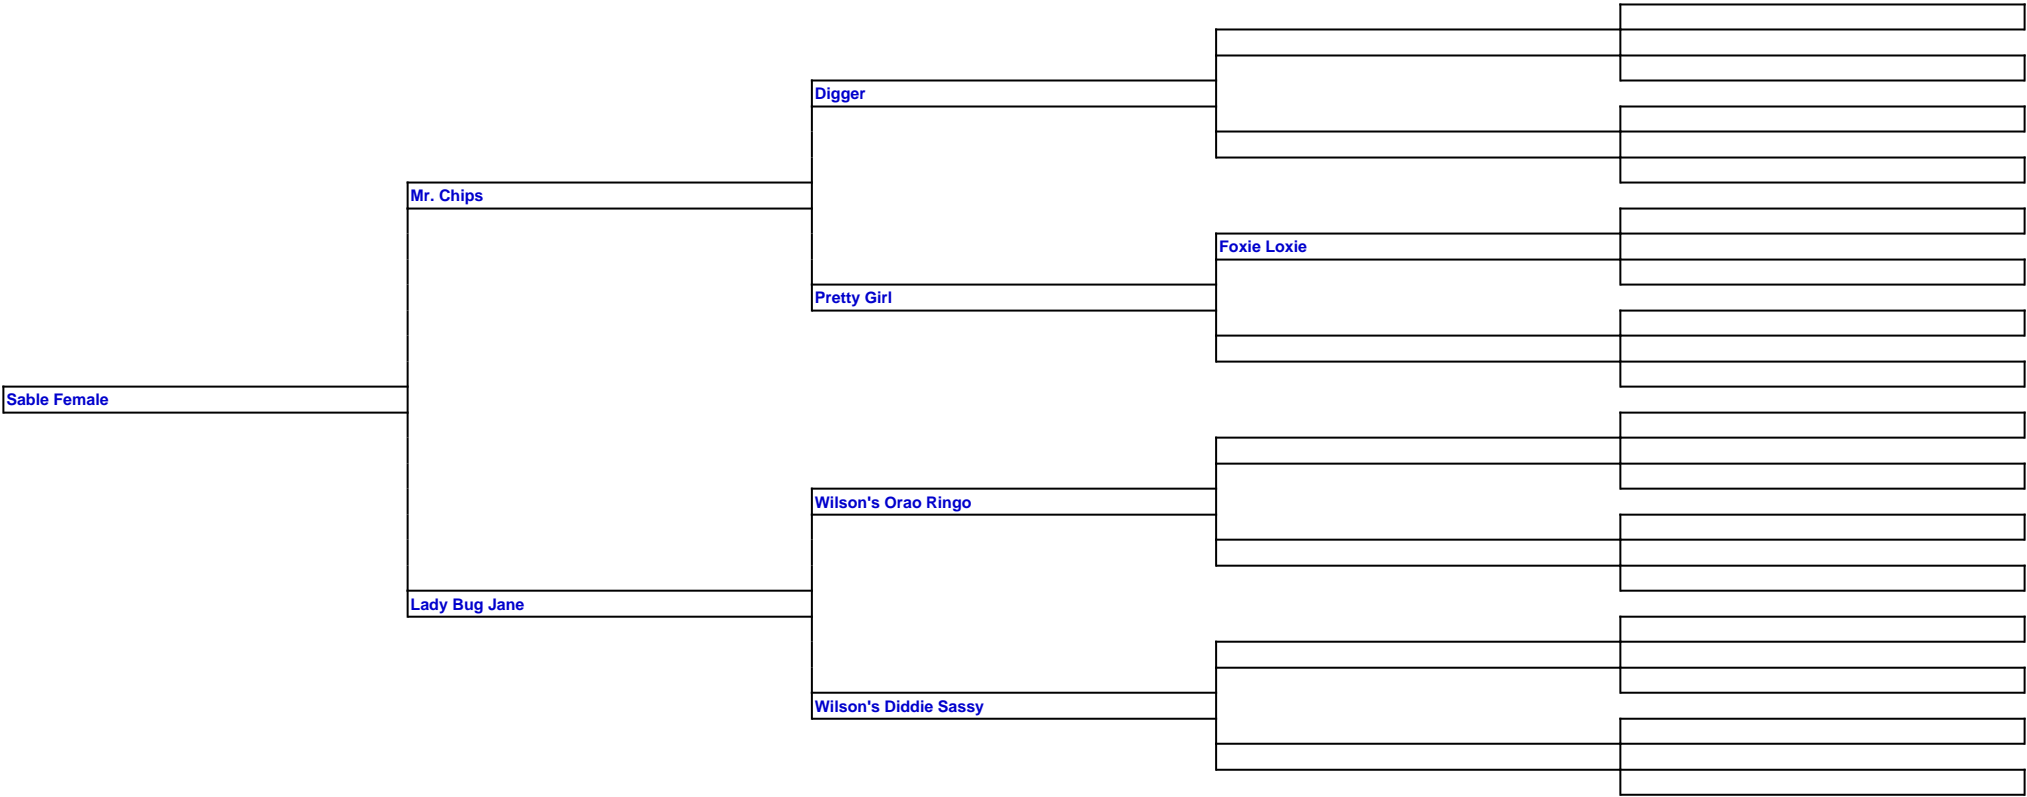 Digger
Mr. Chips
Foxie Loxie
Pretty Girl
Sable Female
Wilson's Orao Ringo
Lady Bug Jane
Wilson's Diddie Sassy